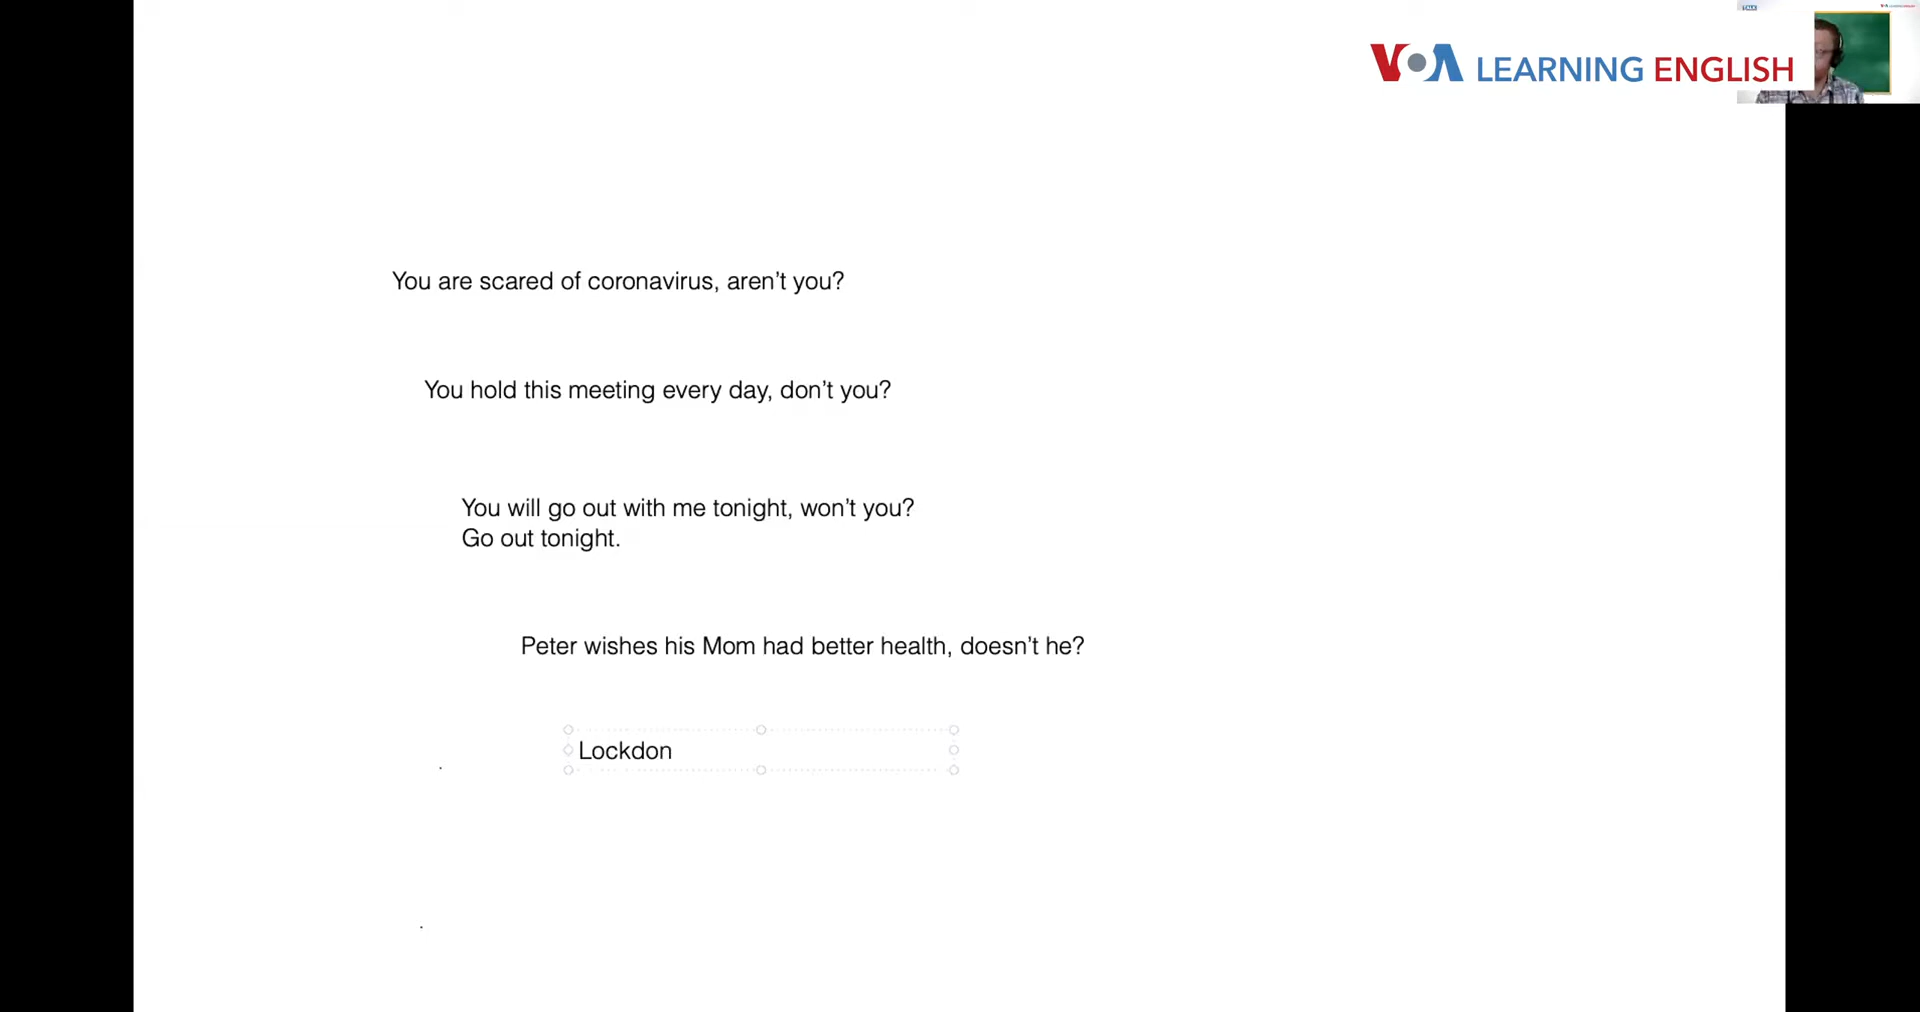 VOA LEARNING ENGLISH
You are scared of coronavirus, aren’t you?
You hold this meeting every day, don’t you?
You will go out with me tonight, won’t you?
Go out tonight.
Peter wishes his Mom had better health, doesn’t he?
Lockdon